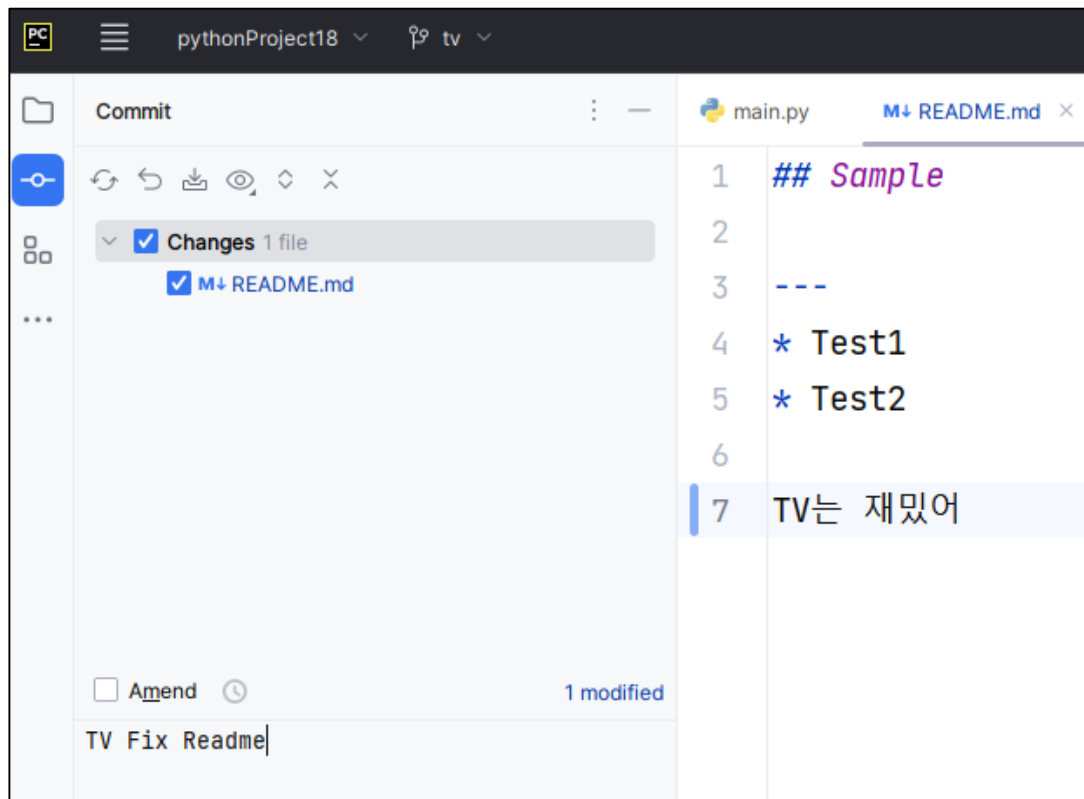 PC
pythonProject18
tv
Commit
main.py
M↓ README.md
Changes 1 file
M↓ README.md
Amend
1 modified
TV Fix Readme
1 ## Sample
2
3 ---
4 * Test1
5 * Test2
6
7 TV는 재밌어